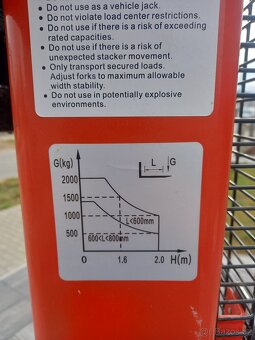 • Do not use as a vehicle jack.
• Do not violate load center restrictions.
• Do not use if there is a risk of exceeding
rated capacities.
• Do not use if there is a risk of
unexpected stacker movement.
• Only transport secured loads.
Adjust forks to maximum allowable
width stability.
• Do not use in potentially explosive
environments.
G(kg)
L G
2000
1500
1000
500
L<600mm
600<L<800mm
0 1.6 2.0 H(m)